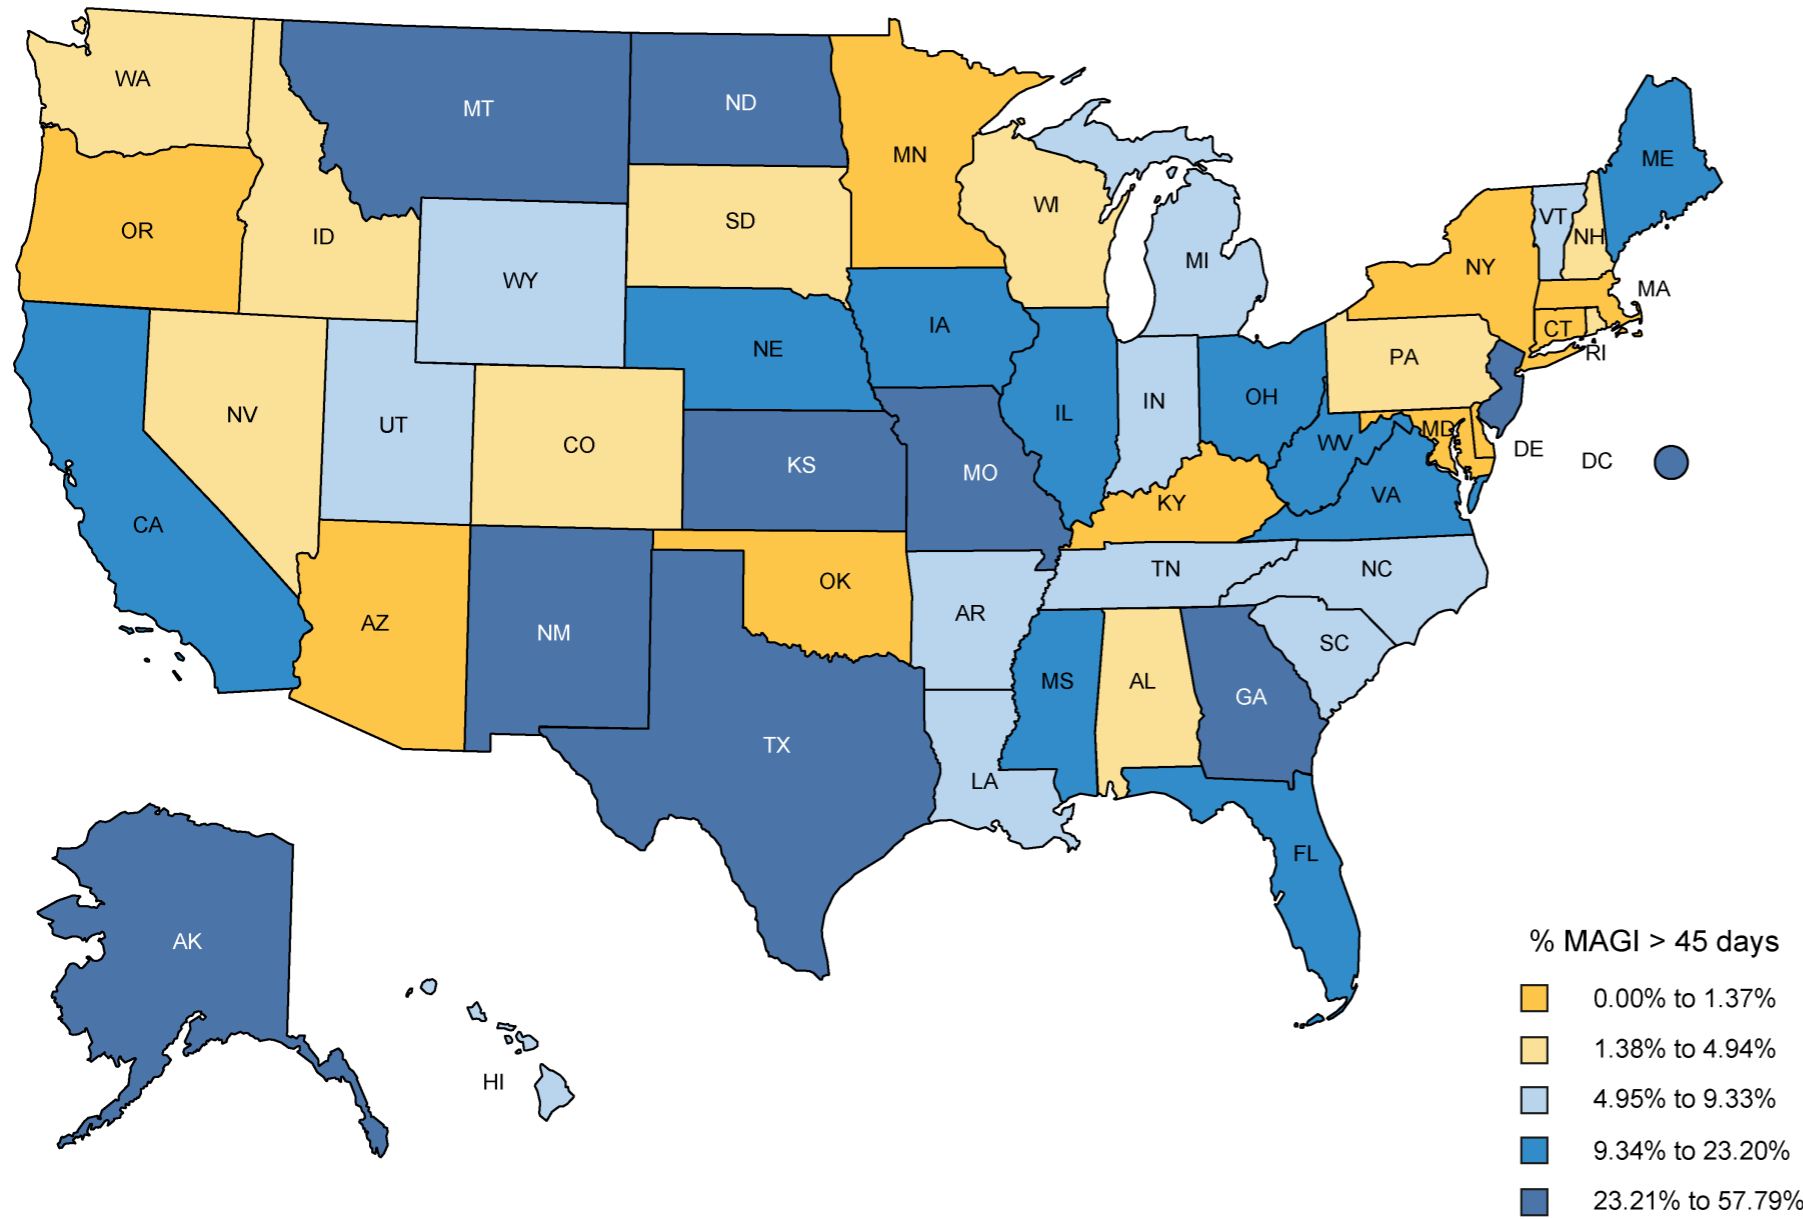 WA
MT
ND
MN
ME
OR
ID
SD
WI
VT
NH
WY
MI
NY
MA
IA
CT
NE
RI
PA
NV
UT
CO
IL
IN
OH
KS
MO
WV
MD
DE
DC
CA
KY
VA
OK
TN
NC
AZ
NM
AR
SC
MS
AL
GA
TX
LA
FL
AK
HI
% MAGI > 45 days
0.00% to 1.37%
1.38% to 4.94%
4.95% to 9.33%
9.34% to 23.20%
23.21% to 57.79%